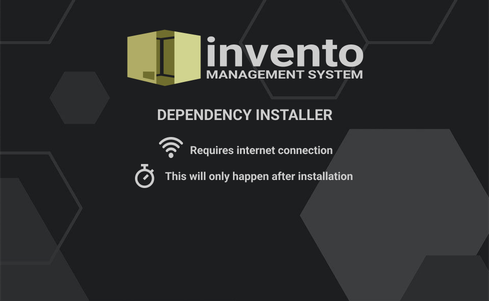 invento
MANAGEMENT SYSTEM
DEPENDENCY INSTALLER
Requires internet connection
This will only happen after installation